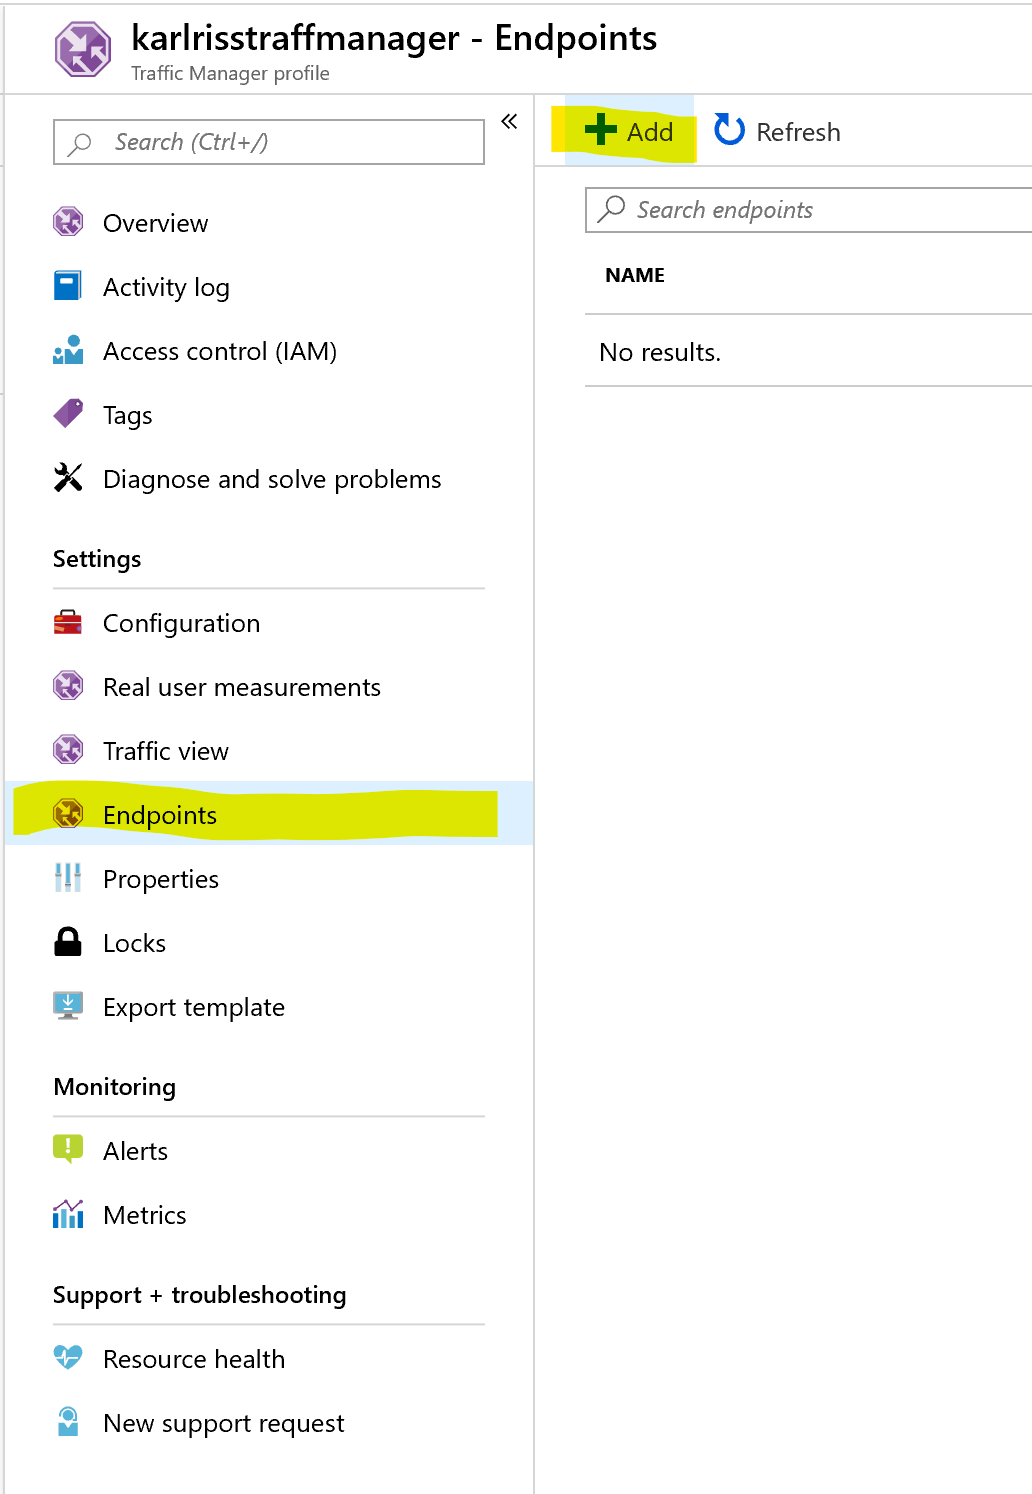 karlrisstraffmanager - Endpoints
Traffic Manager profile
Search (Ctrl+/)
Overview
Activity log
Access control (IAM)
Tags
Diagnose and solve problems
Settings
Configuration
Real user measurements
Traffic view
Endpoints
Properties
Locks
Export template
Monitoring
Alerts
Metrics
Support + troubleshooting
Resource health
New support request
Add
Refresh
Search endpoints
NAME
No results.